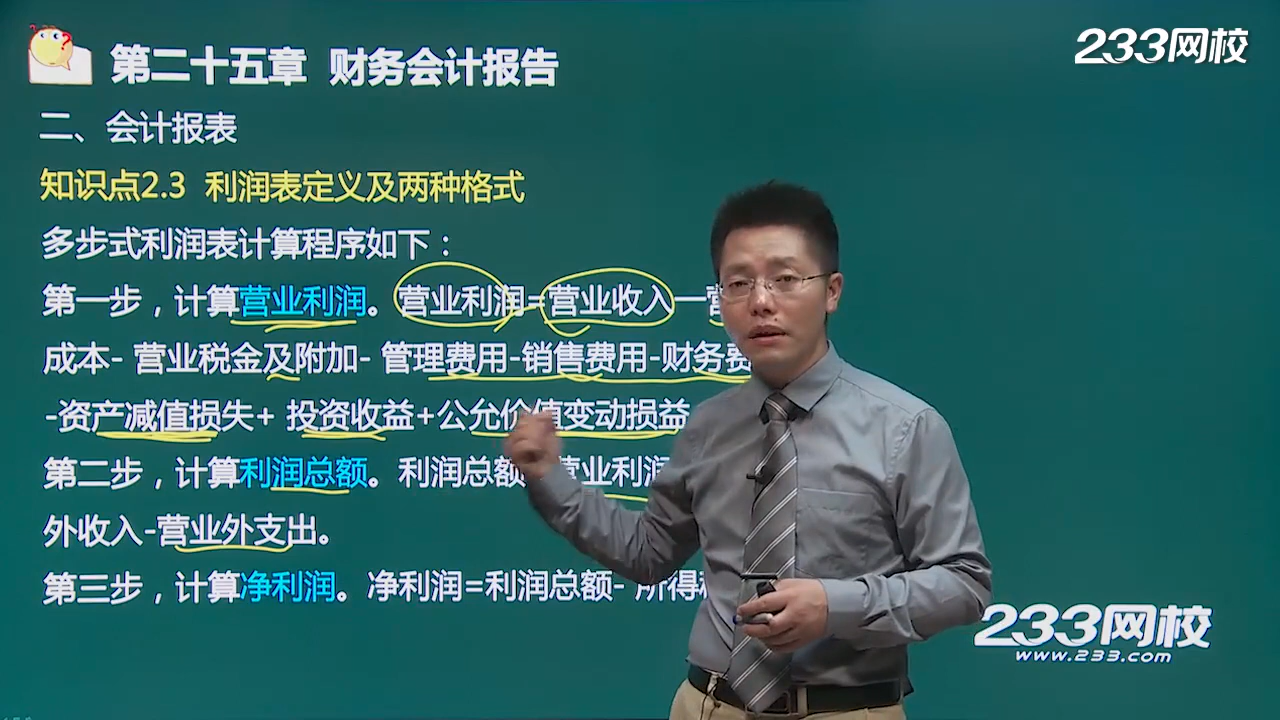 233网校
第二十五章 财务会计报告
二、会计报表
知识点2.3 利润表定义及两种格式
多步式利润表计算程序如下：
第一步，计算营业利润。营业利润=营业收入一营
成本- 营业税金及附加- 管理费用-销售费用-财务费
-资产减值损失+ 投资收益+公允价值变动损益
第二步，计算利润总额。利润总额 营业利润
外收入-营业外支出。
第三步，计算净利润。净利润=利润总额- 所得税
233网校
www.233.com